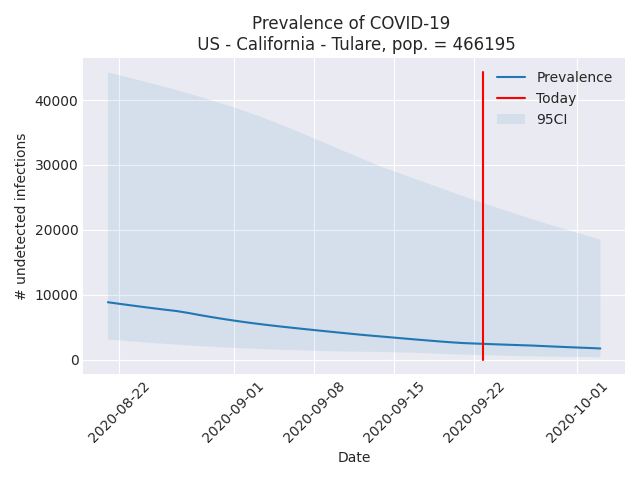 Prevalence of COVID-19
US - California - Tulare, pop. = 466195
Prevalence
Today
95CI
# undetected infections
40000
30000
20000
10000
0
2020-08-22
2020-09-01
2020-09-08
2020-09-15
2020-09-22
2020-10-01
Date